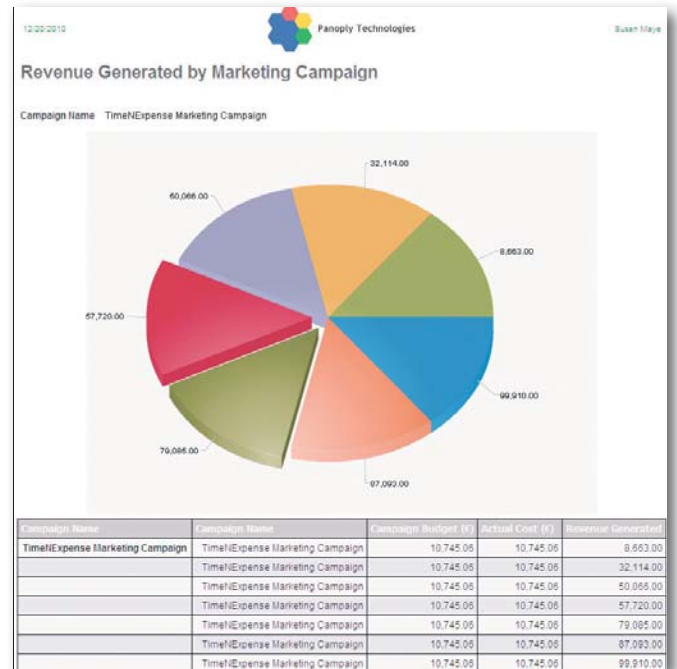 12/20/2010
Panoply Technologies
Susan Maye
Revenue Generated by Marketing Campaign
Campaign Name TimeNExpense Marketing Campaign
32,114.00
50,066.00
8,663.00
57,720.00
99,910.00
79,085.00
87,093.00
Campaign Name Campaign Name Campaign Budget (€) Actual Cost (€) Revenue Generated
TimeNExpense Marketing Campaign TimeNExpense Marketing Campaign 10,745.06 10,745.06 8,663.00
TimeNExpense Marketing Campaign 10,745.06 10,745.06 32,114.00
TimeNExpense Marketing Campaign 10,745.06 10,745.06 50,066.00
TimeNExpense Marketing Campaign 10,745.06 10,745.06 57,720.00
TimeNExpense Marketing Campaign 10,745.06 10,745.06 79,085.00
TimeNExpense Marketing Campaign 10,745.06 10,745.06 87,093.00
TimeNExpense Marketing Campaign 10,745.06 10,745.06 99,910.00